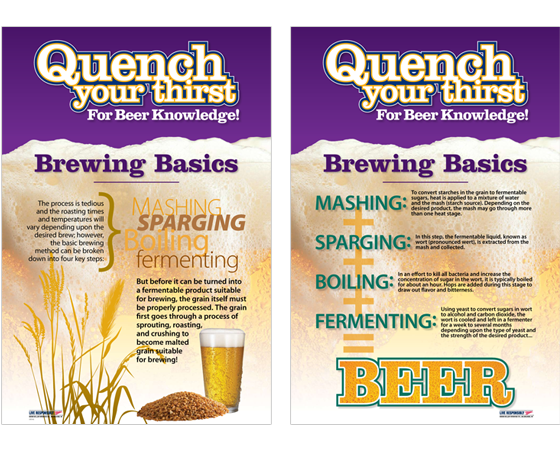 Quench
your thirst
For Beer Knowledge!
Brewing Basics
The process is tedious
and the roasting times
and temperatures will
vary depending upon the
desired brew; however,
the basic brewing
method can be broken
down into four key steps:
}
MASHING
SPARGING
Boiling
fermenting
But before it can be turned into
a fermentable product suitable
for brewing, the grain itself must
be properly processed. The grain
first goes through a process of
sprouting, roasting,
and crushing to
become malted
grain suitable
for brewing!
LIVE RESPONSIBLY
Quench
your thirst
For Beer Knowledge!
Brewing Basics
MASHING:
To convert starches in the grain to fermentable
sugars, heat is applied to a mixture of water
and the mash (starch source). Depending on the
desired product, the mash may go through more
than one heat stage.
SPARGING:
In this step, the fermentable liquid, known as
wort (pronounced wert), is extracted from the
mash and collected.
BOILING:
In an effort to kill all bacteria and increase the
concentration of sugar in the wort, it is typically boiled
for about an hour. Hops are added during this stage to
draw out flavor and bitterness.
FERMENTING:
Using yeast to convert sugars in wort
to alcohol and carbon dioxide, the
wort is cooled and left in a fermenter
for a week to several months
depending upon the type of yeast and
the strength of the desired product...
BEER
LIVE RESPONSIBLY